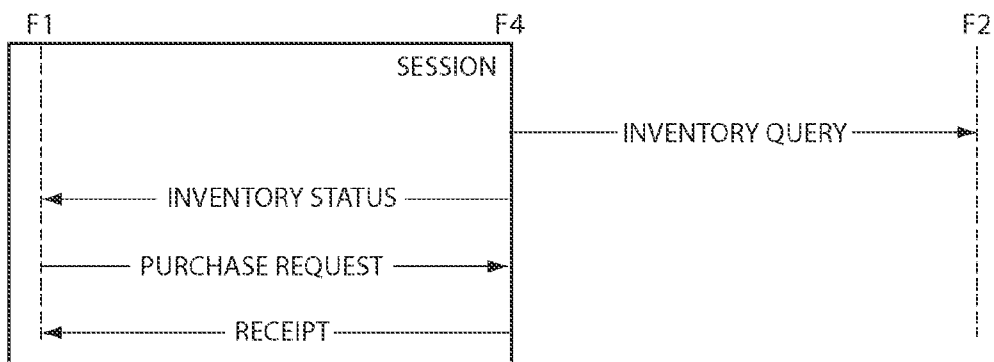 F1 F4 F2
SESSION
INVENTORY QUERY
INVENTORY STATUS
PURCHASE REQUEST
RECEIPT